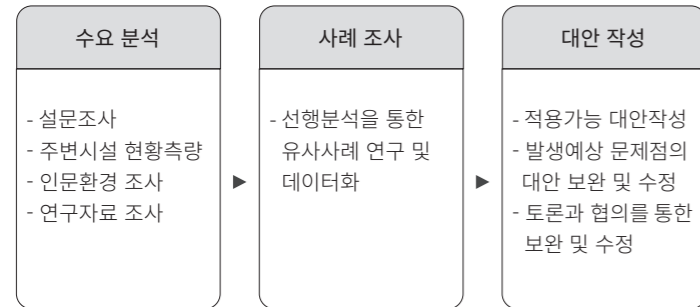 수요 분석
- 설문조사
- 주변시설 현황측량
- 인문환경 조사
- 연구자료 조사
사례 조사
- 선행분석을 통한
유사사례 연구 및
데이터화
대안 작성
- 적용가능 대안작성
- 발생예상 문제점의
대안 보완 및 수정
- 토론과 협의를 통한
보완 및 수정